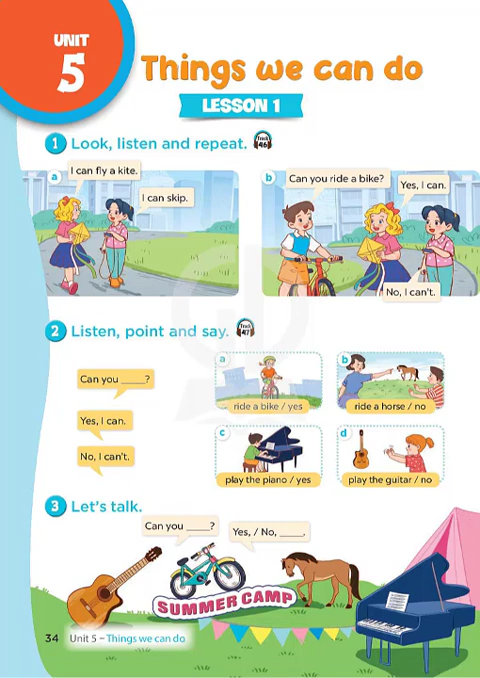 UNIT
5
Things we can do
LESSON 1
1 Look, listen and repeat.
Track
46
a
I can fly a kite.
I can skip.
b
Can you ride a bike?
Yes, I can.
No, I can't.
2 Listen, point and say.
Track
47
Can you ____?
Yes, I can.
No, I can't.
a
ride a bike / yes
b
ride a horse / no
c
play the piano / yes
d
play the guitar / no
3 Let's talk.
Can you ____?
Yes, / No, ____.
SUMMER CAMP
34 Unit 5 – Things we can do